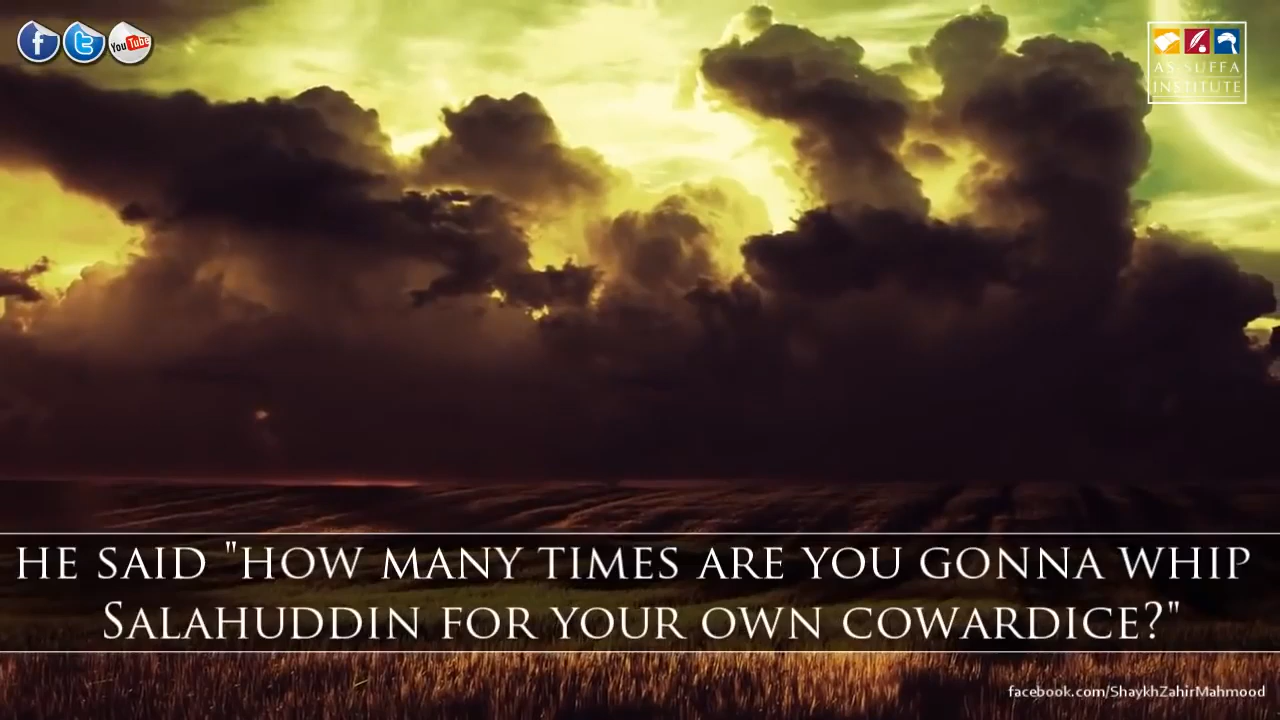 f t You Tube
AS-SUFFA
INSTITUTE
HE SAID "HOW MANY TIMES ARE YOU GONNA WHIP
SALAHUDDIN FOR YOUR OWN COWARDICE?"
facebook.com/ShaykhZahirMahmood